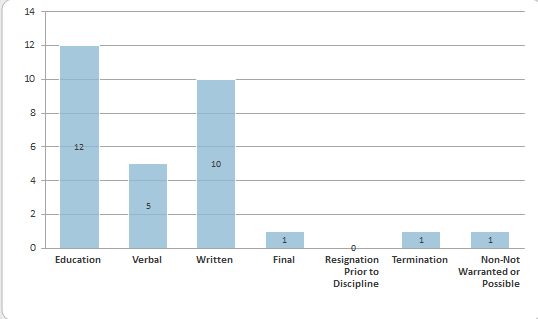 14
12
10
8
6
4
2
0
12
5
10
1
0
1
1
Education
Verbal
Written
Final
Resignation
Prior to
Discipline
Termination
Non-Not
Warranted or
Possible